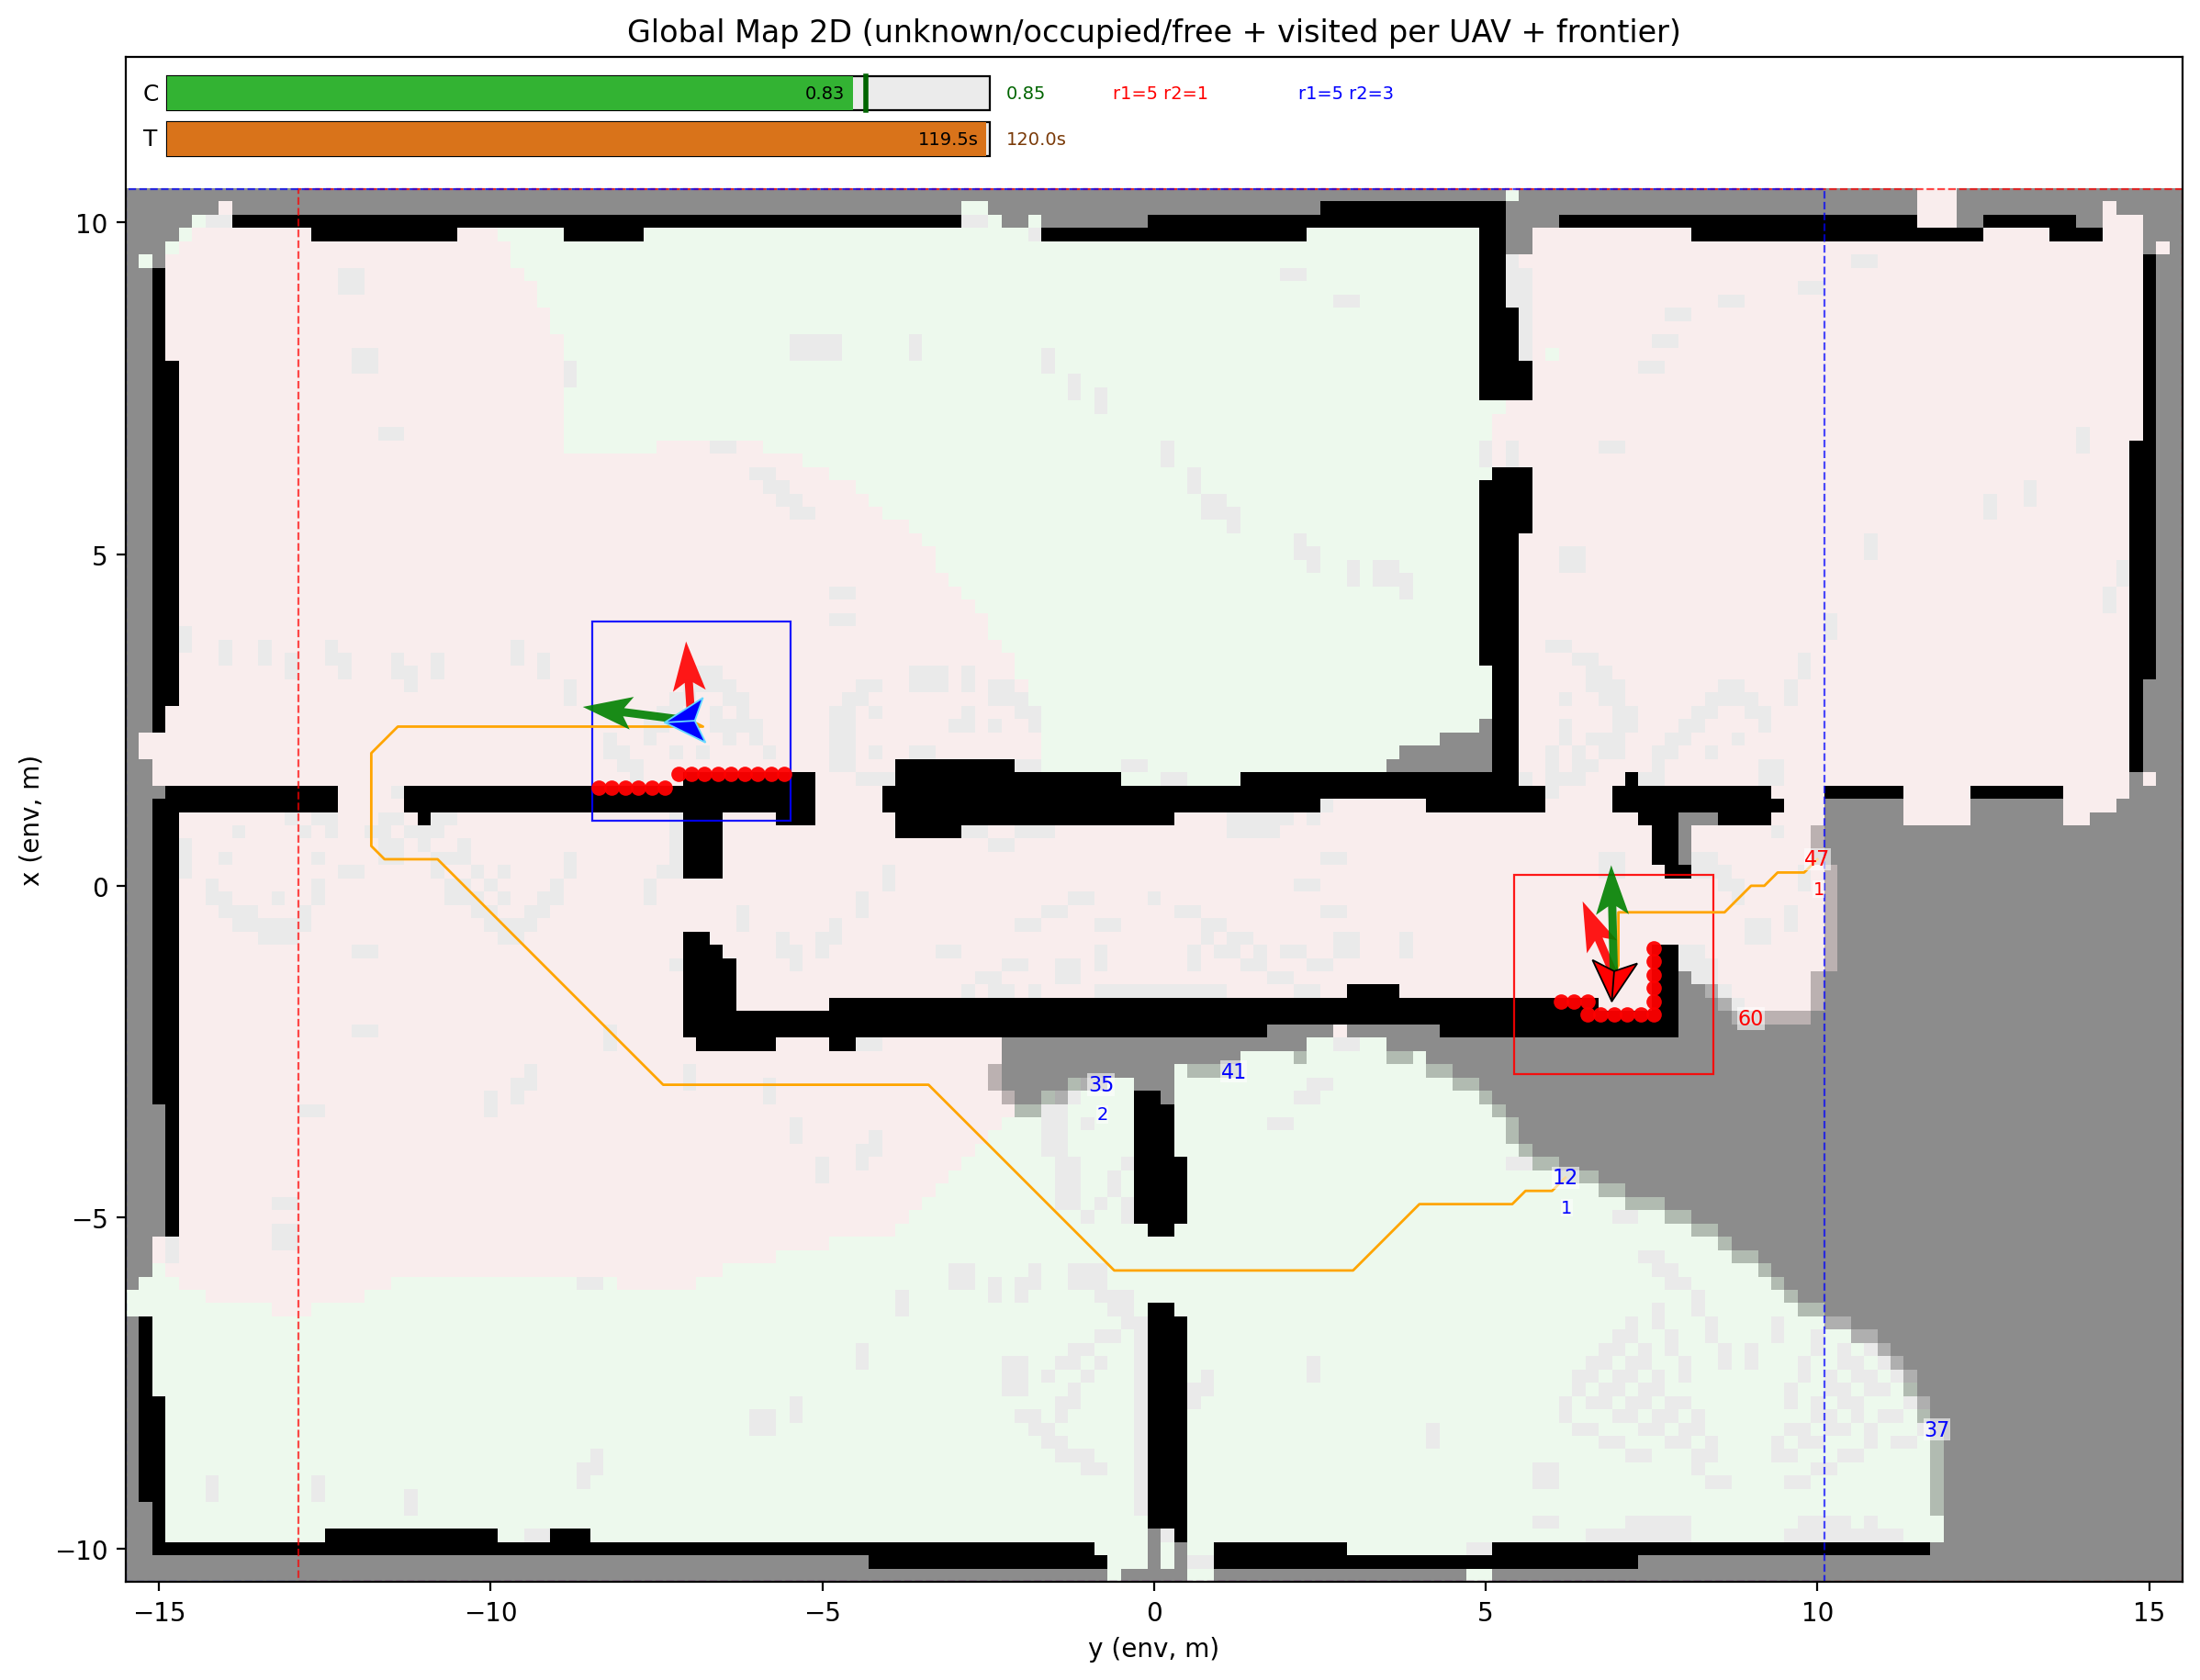 Global Map 2D (unknown/occupied/free + visited per UAV + frontier)
C 0.83 0.85 r1=5 r2=1 r1=5 r2=3
T 119.5s 120.0s
10
5
0
−5
−10
x (env, m)
47
1
60
35
2
41
12
1
37
−15 −10 −5 0 5 10 15
y (env, m)